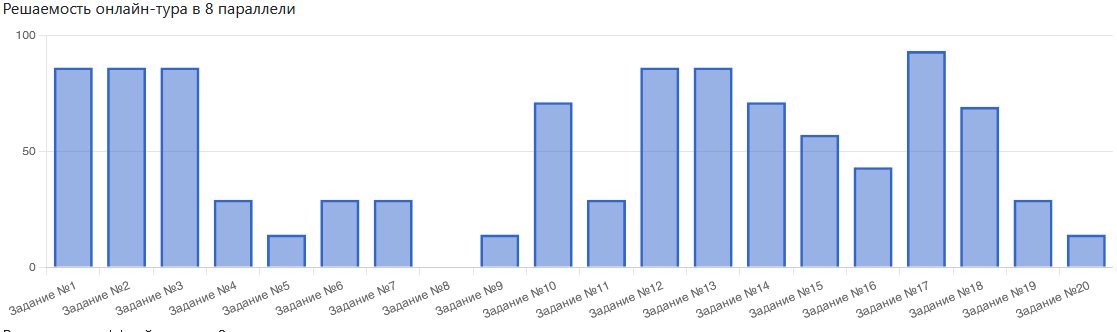 Решаемость онлайн-тура в 8 параллели
100
50
0
Задание №1
Задание №2
Задание №3
Задание №4
Задание №5
Задание №6
Задание №7
Задание №8
Задание №9
Задание №10
Задание №11
Задание №12
Задание №13
Задание №14
Задание №15
Задание №16
Задание №17
Задание №18
Задание №19
Задание №20